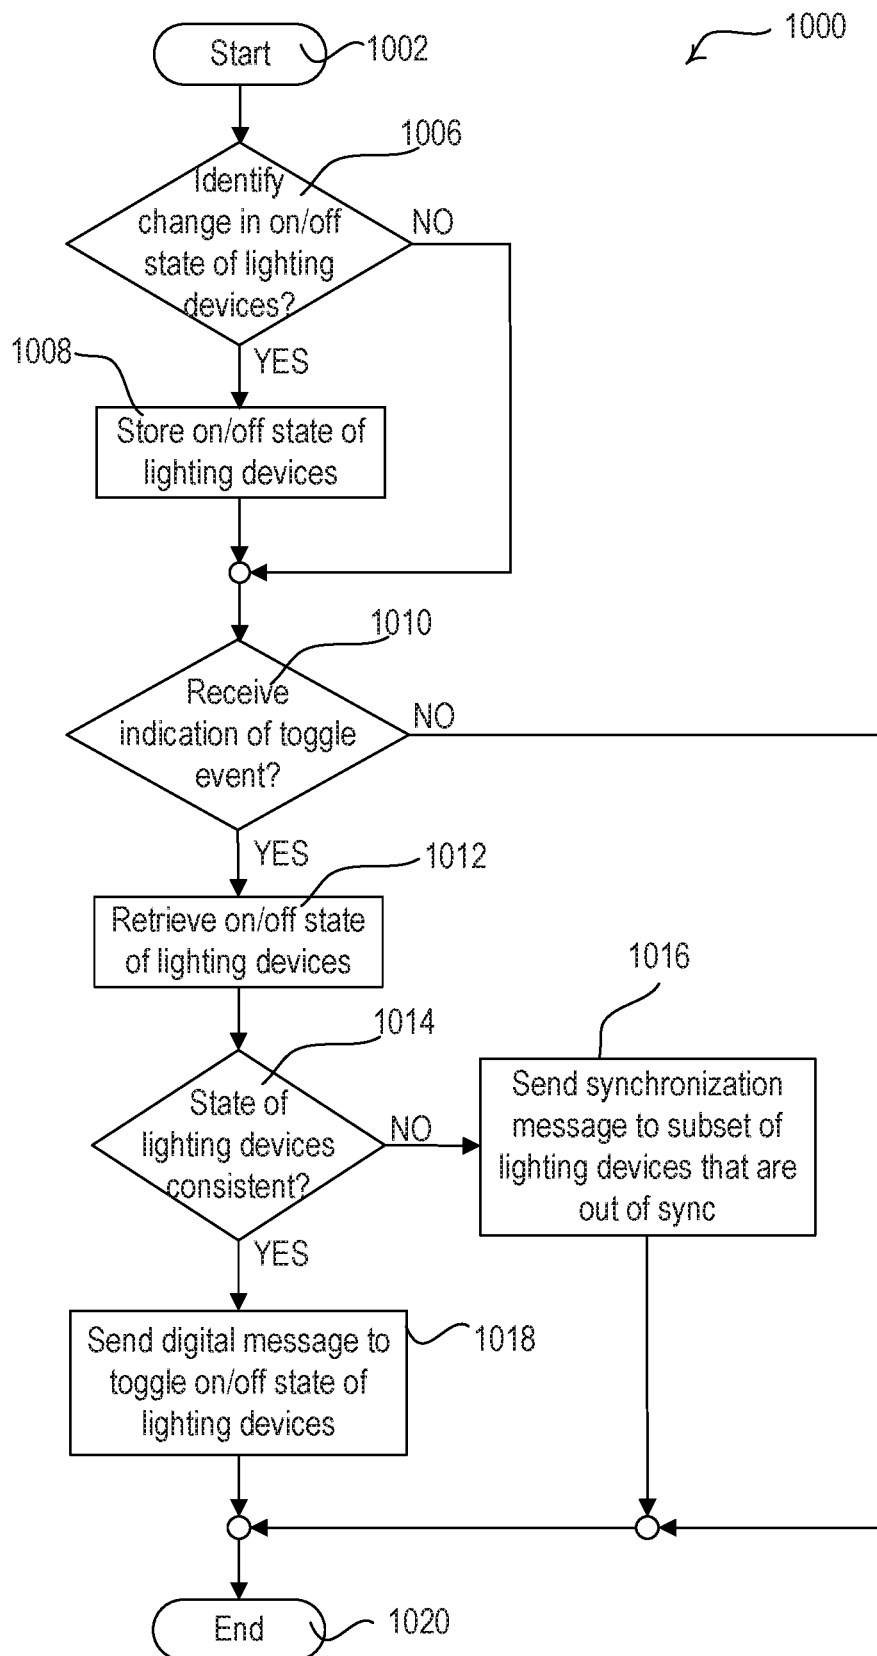 1000
Start
1002
1006
Identify
change in on/off
state of lighting
devices?
NO
YES
1008
Store on/off state of
lighting devices
1010
Receive
indication of toggle
event?
NO
YES
1012
Retrieve on/off state
of lighting devices
1014
State of
lighting devices
consistent?
NO
1016
Send synchronization
message to subset of
lighting devices that are
out of sync
YES
Send digital message to
toggle on/off state of
lighting devices
1018
End
1020